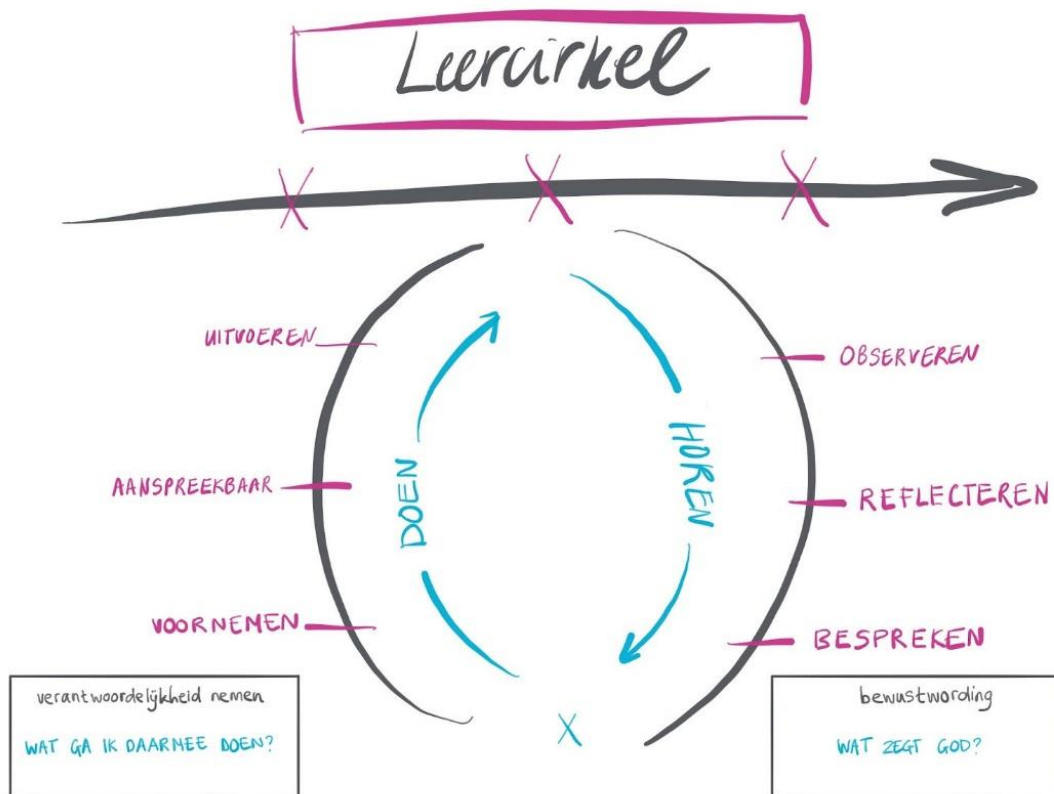 Leercirkel
UITVOEREN
OBSERVEREN
HOREN
DOEN
AANSPREEKBAAR
REFLECTEREN
VOORNEMEN
BESPREKEN
verantwoordelijkheid nemen
WAT GA IK DAARMEE DOEN?
bewustwording
WAT ZEGT GOD?